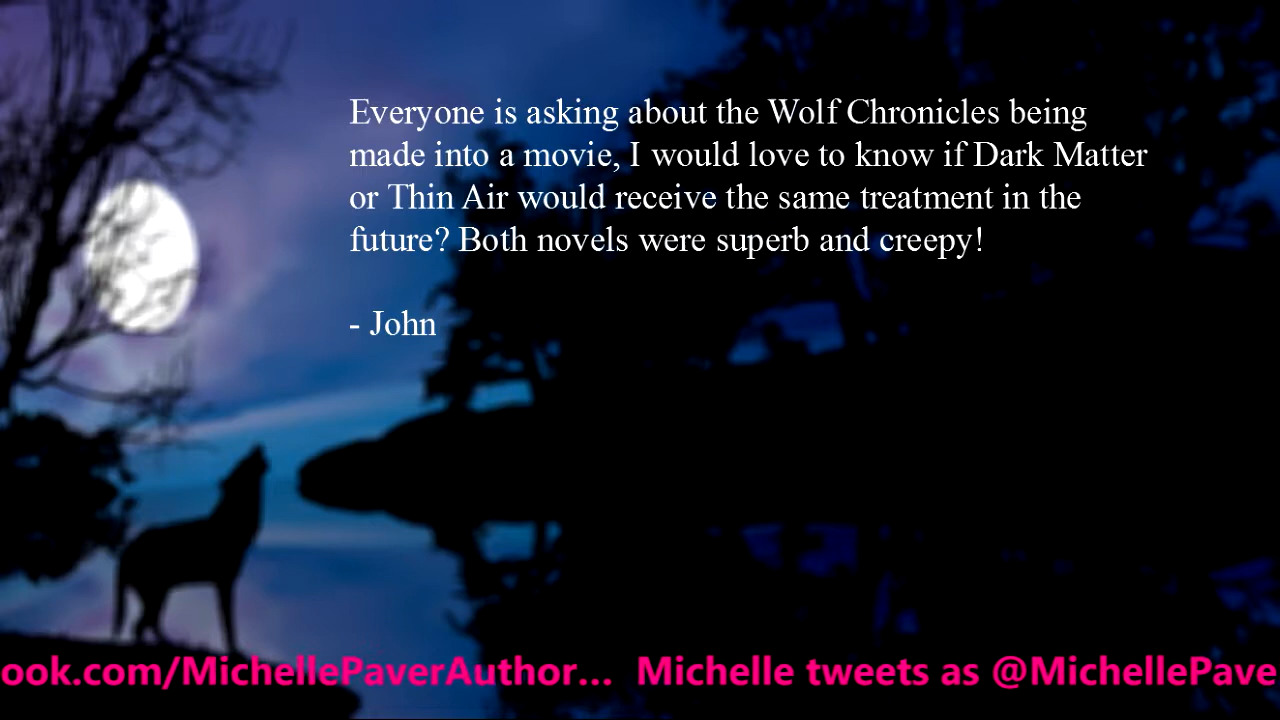 Everyone is asking about the Wolf Chronicles being
made into a movie, I would love to know if Dark Matter
or Thin Air would receive the same treatment in the
future? Both novels were superb and creepy!
- John
ook.com/MichellePaverAuthor... Michelle tweets as @MichellePave